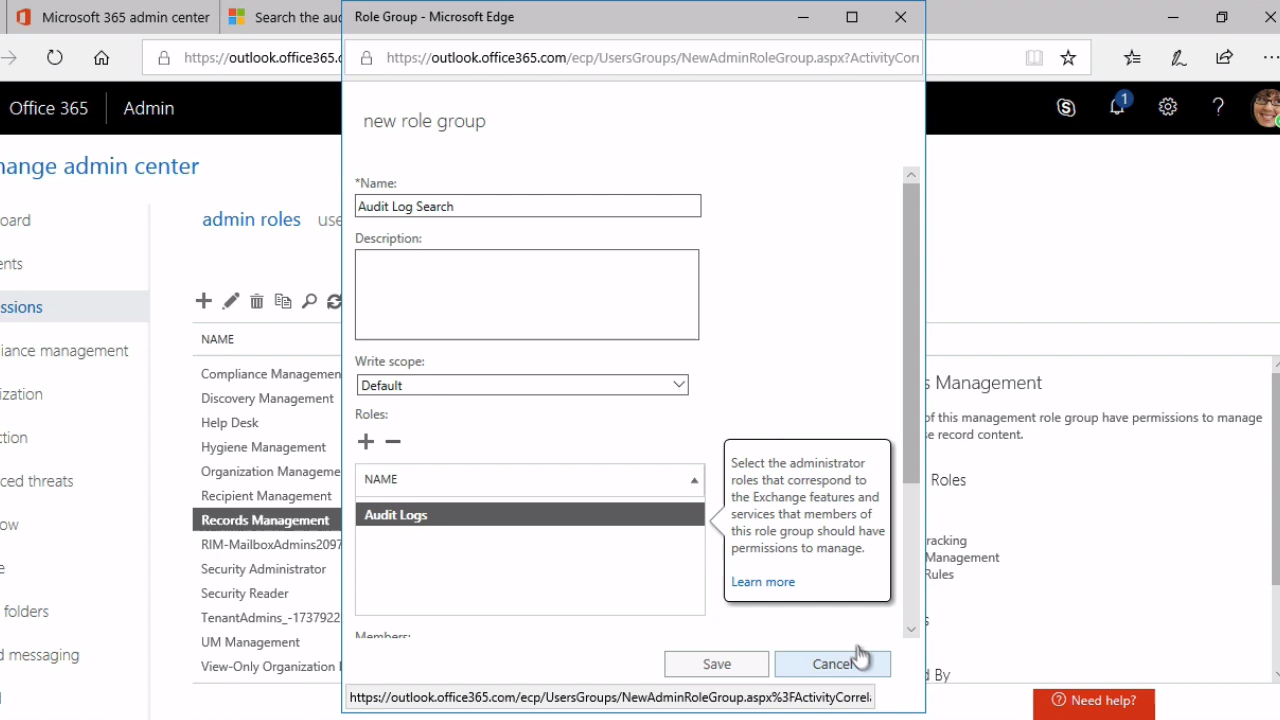 Microsoft 365 admin center
Search the au
Role Group - Microsoft Edge
https://outlook.office365.c
https://outlook.office365.com/ecp/UsersGroups/NewAdminRoleGroup.aspx?ActivityCorr
Office 365
Admin
1
?
hange admin center
new role group
oard
ents
ssions
iance management
ization
ction
ced threats
ow
e
folders
d messaging
admin roles
use
NAME
Compliance Managemen
Discovery Management
Help Desk
Hygiene Management
Organization Manageme
Recipient Management
Records Management
RIM-MailboxAdmins2097
Security Administrator
Security Reader
TenantAdmins_-1737922
UM Management
View-Only Organization
*Name:
Audit Log Search
Description:
Write scope:
Default
Roles:
NAME
Audit Logs
Members:
Select the administrator
roles that correspond to
the Exchange features and
services that members of
this role group should have
permissions to manage.
Learn more
Save
Cancel
https://outlook.office365.com/ecp/UsersGroups/NewAdminRoleGroup.aspx%3FActivityCorrel
s Management
of this management role group have permissions to manage
e record content.
Roles
racking
Management
Rules
s
d By
Need help?